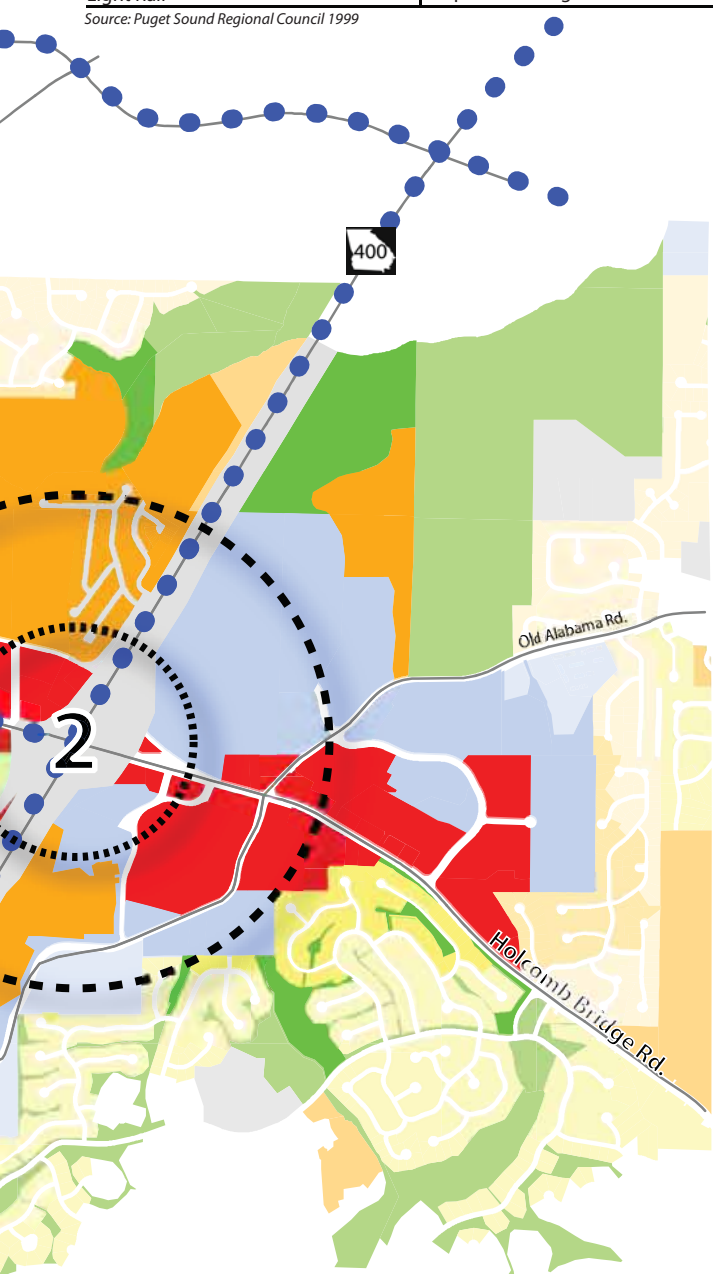 Source: Puget Sound Regional Council 1999
400
Old Alabama Rd.
2
Holcomb Bridge Rd.